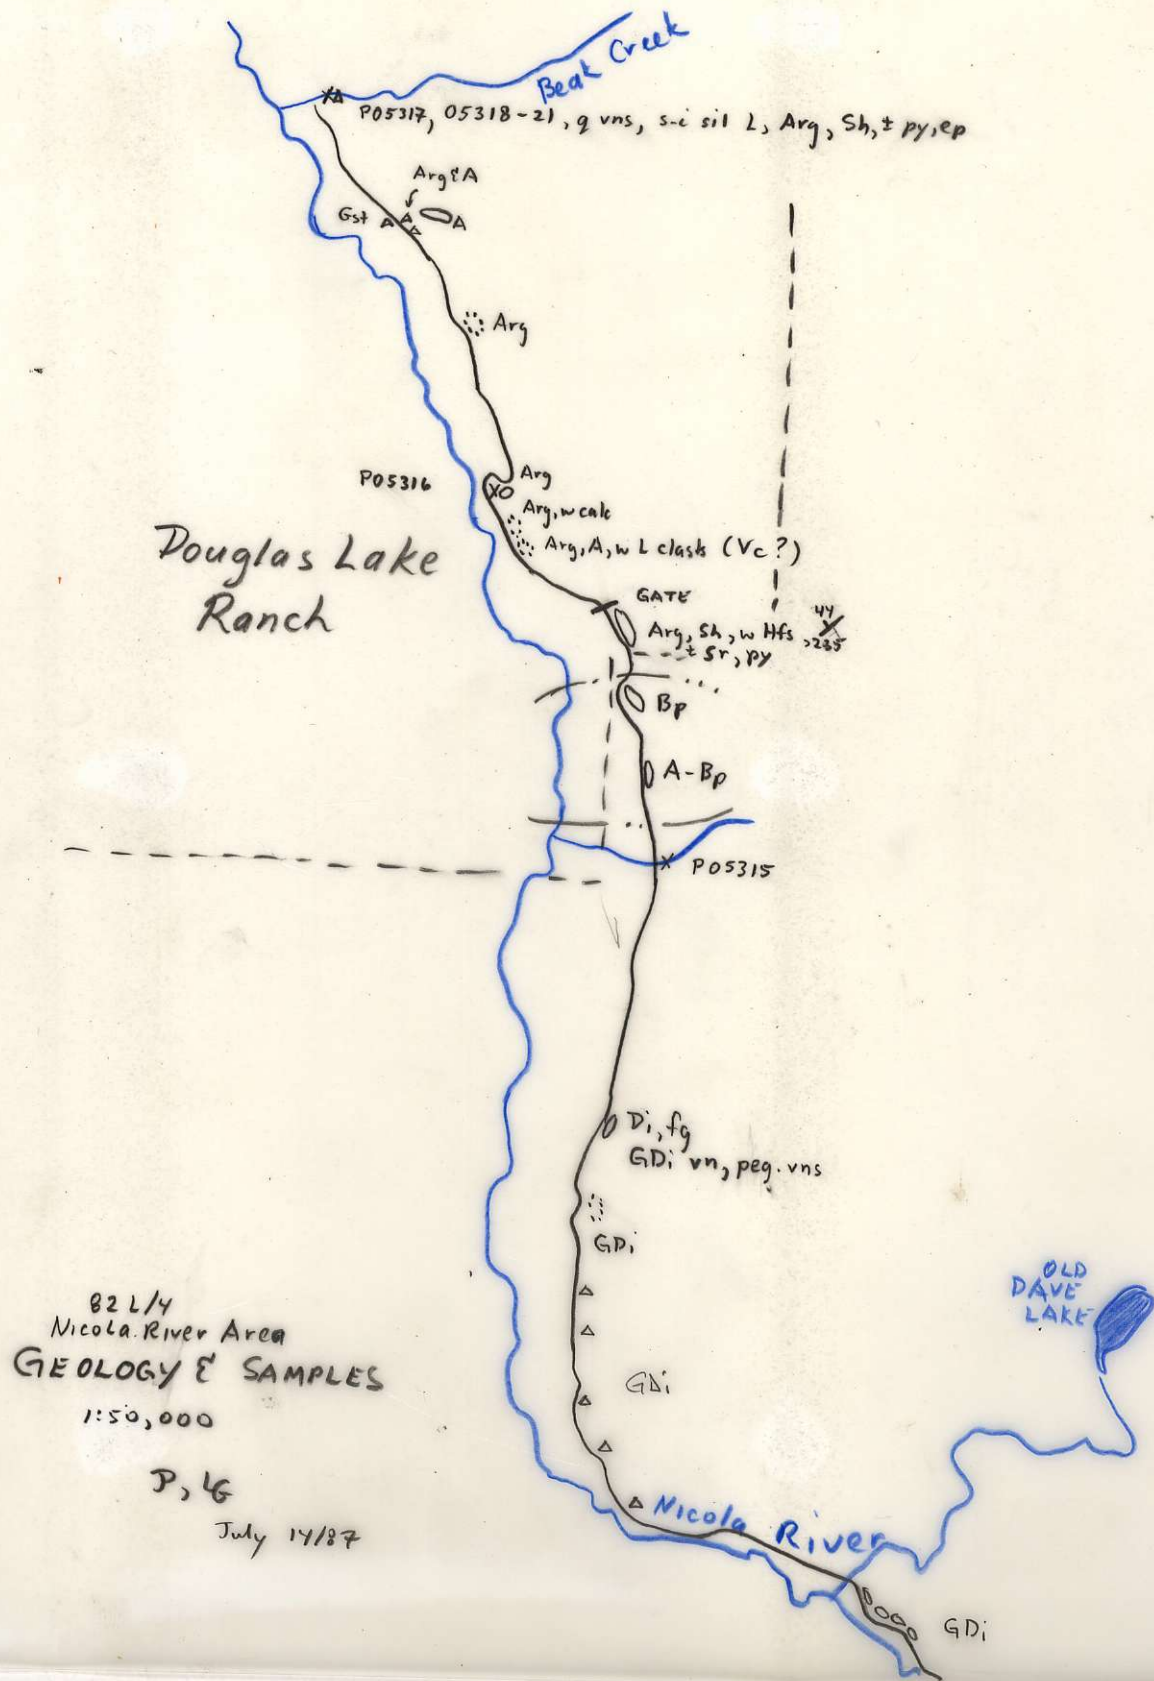 Beak Creek
P05317, 05318-21, q vns, s-i sil L, Arg, Sh, ± py, ep
Arg & A
Gst
A
Arg
P05316
Arg
Arg, w calc
Arg, A, w L clasts (Vc?)
Douglas Lake
Ranch
GATE
44
Arg, Sh, w Hfs, 235
± Sr, py
Bp
A-Bp
P05315
Di, fg
GDi vn, peg. vns
GDi
OLD
DAVE
LAKE
82 L/4
Nicola River Area
GEOLOGY & SAMPLES
GDi
1:50,000
July 14/87
Nicola River
GDi